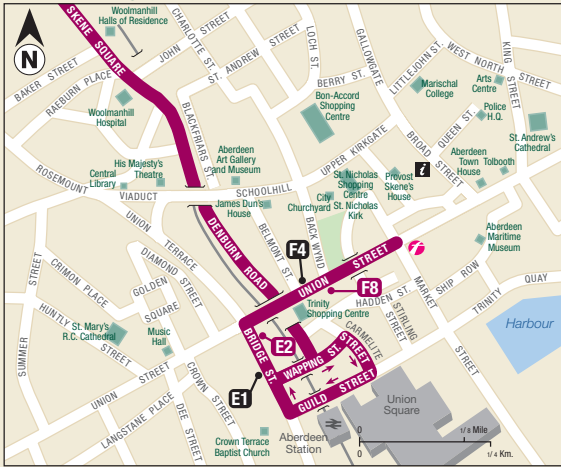 Woolmanhill
Halls of Residence
SKENE SQUARE
CHARLOTTE ST.
JOHN STREET
LOCH ST.
GALLOWGATE
LITTLEJOHN ST.
WEST NORTH STREET
KING STREET
N
BAKER STREET
RAEBURN PLACE
ST. ANDREW STREET
BERRY ST.
Marischal
College
Arts
Centre
Woolmanhill
Hospital
BLACKFRIARS ST.
Bon-Accord
Shopping
Centre
Police
H.Q.
QUEEN ST.
St. Andrew's
Cathedral
BROAD STREET
UPPER KIRKGATE
ROSEMOUNT VIADUCT
His Majesty's
Theatre
Central
Library
Aberdeen
Art Gallery
and Museum
SCHOOLHILL
St. Nicholas
Shopping
Centre
Provost
Skene's
House
i
Aberdeen
Town
House
Tolbooth
James Dun's
House
City
Churchyard
St. Nicholas
Kirk
UNION TERRACE
DENBURN ROAD
BELMONT ST.
BACK WYND
Aberdeen
Maritime
Museum
SUMMER STREET
CRIMON PLACE
DIAMOND STREET
GOLDEN SQUARE
F4
UNION STREET
F8
HADDEN ST.
MARKET STREET
SHIP ROW
TRINITY QUAY
HUNTLY STREET
St. Mary's
R.C. Cathedral
Music
Hall
Trinity
Shopping Centre
STIRLING STREET
Harbour
BRIDGE ST.
E2
CARMELITE STREET
WAPPING ST.
E1
GUILD STREET
UNION STREET
CROWN STREET
LANGSTANE PLACE
DEE STREET
Union
Square
Crown Terrace
Baptist Church
Aberdeen
Station
0
1/8 Mile
0
1/4 Km.